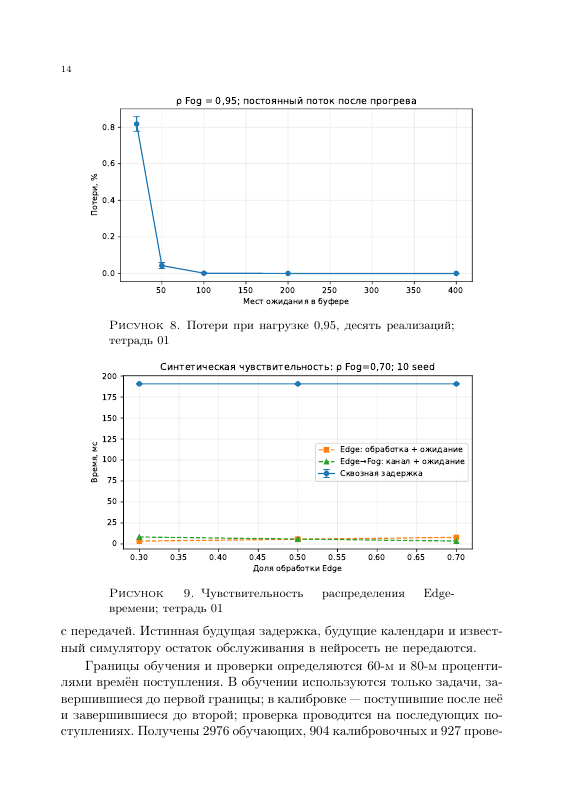 14
ρ Fog = 0,95; постоянный поток после прогрева
0.8
0.6
0.4
0.2
0.0
Потери, %
50 100 150 200 250 300 350 400
Мест ожидания в буфере
Рисунок 8. Потери при нагрузке 0,95, десять реализаций;
тетрадь 01
Синтетическая чувствительность: ρ Fog=0,70; 10 seed
200
175
150
125
100
75
50
25
0
Время, мс
Edge: обработка + ожидание
Edge→Fog: канал + ожидание
Сквозная задержка
0.30 0.35 0.40 0.45 0.50 0.55 0.60 0.65 0.70
Доля обработки Edge
Рисунок 9. Чувствительность распределения Edge-
времени; тетрадь 01
с передачей. Истинная будущая задержка, будущие календари и извест-
ный симулятору остаток обслуживания в нейросеть не передаются.
Границы обучения и проверки определяются 60-м и 80-м проценти-
лями времён поступления. В обучении используются только задачи, за-
вершившиеся до первой границы; в калибровке — поступившие после неё
и завершившиеся до второй; проверка проводится на последующих по-
ступлениях. Получены 2976 обучающих, 904 калибровочных и 927 прове-